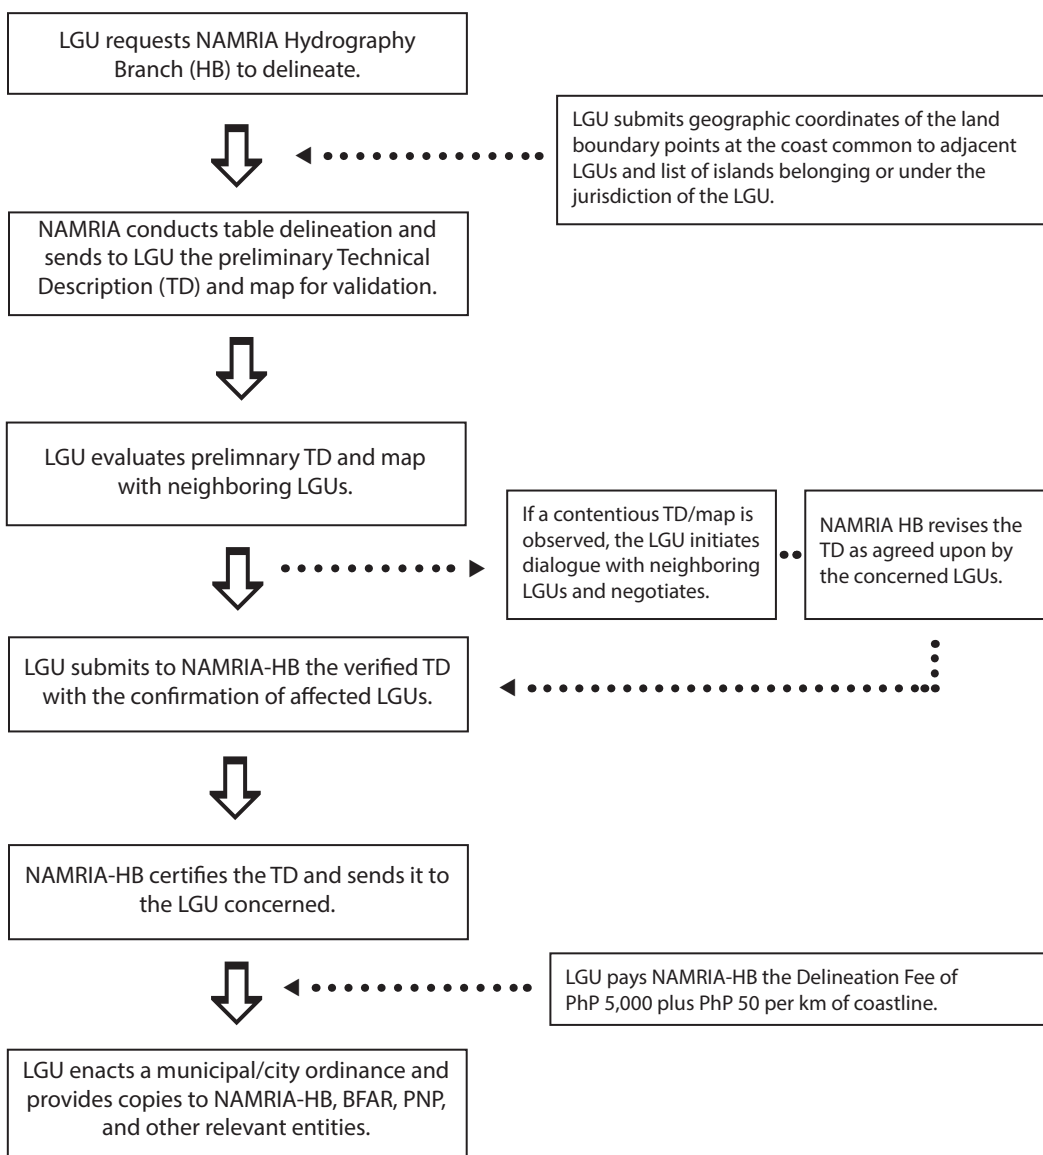 LGU requests NAMRIA Hydrography
Branch (HB) to delineate.
LGU submits geographic coordinates of the land
boundary points at the coast common to adjacent
LGUs and list of islands belonging or under the
jurisdiction of the LGU.
NAMRIA conducts table delineation and
sends to LGU the preliminary Technical
Description (TD) and map for validation.
LGU evaluates prelimnary TD and map
with neighboring LGUs.
If a contentious TD/map is
observed, the LGU initiates
dialogue with neighboring
LGUs and negotiates.
NAMRIA HB revises the
TD as agreed upon by
the concerned LGUs.
LGU submits to NAMRIA-HB the verified TD
with the confirmation of affected LGUs.
NAMRIA-HB certifies the TD and sends it to
the LGU concerned.
LGU pays NAMRIA-HB the Delineation Fee of
PhP 5,000 plus PhP 50 per km of coastline.
LGU enacts a municipal/city ordinance and
provides copies to NAMRIA-HB, BFAR, PNP,
and other relevant entities.